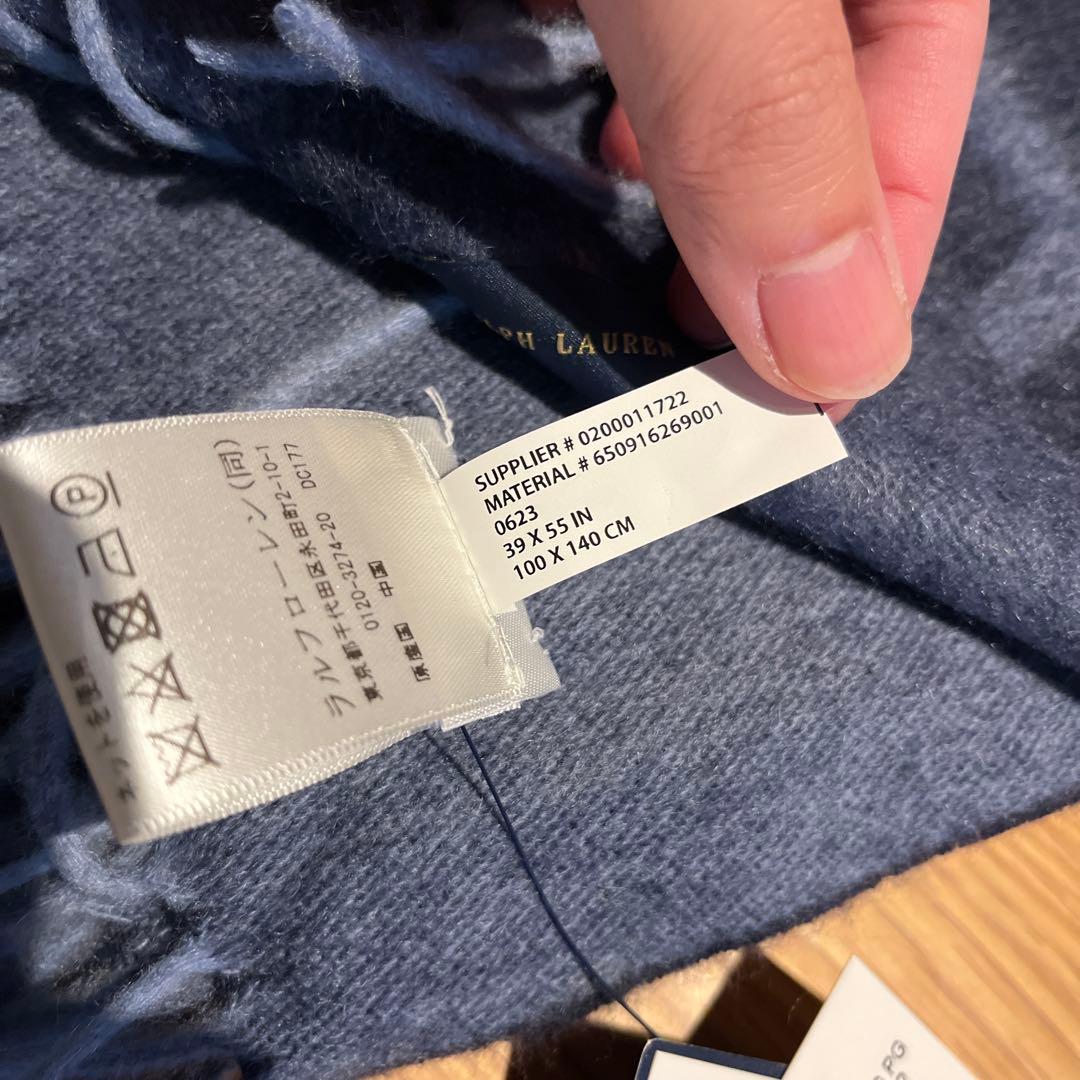 LAUREN
SUPPLIER # 0200011722
MATERIAL # 650916269001
0623
39 X 55 IN
100 X 140 CM
P
ラルフ ローレン(同)
東京都千代田区永田町2-10-1
0120-3274-20 DC177
原産国 中国
ネットを使用